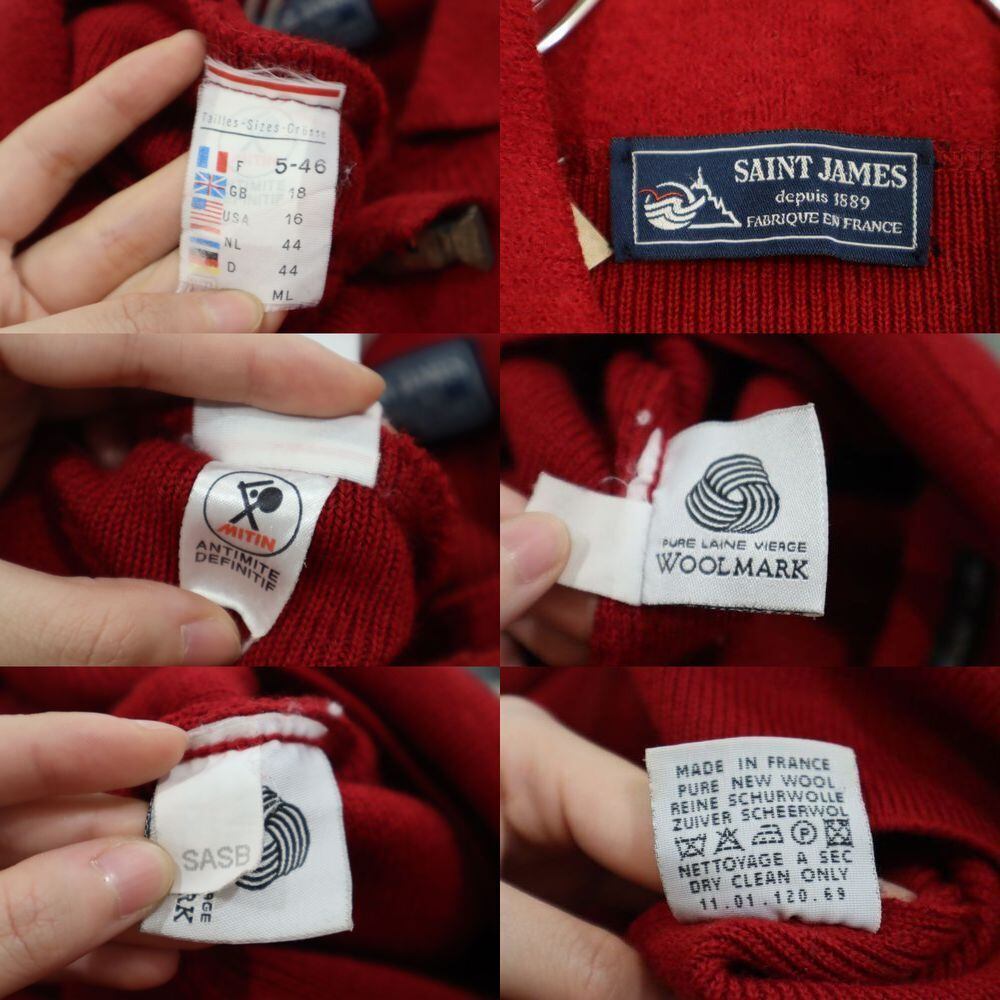 Tailles-Sizes-Grösse
F 5-46
GB 18
USA 16
NL 44
D 44
ML
SAINT JAMES
depuis 1889
FABRIQUE EN FRANCE
MITIN
ANTIMITE
DEFINITIF
PURE LAINE VIERGE
WOOLMARK
SASB
RGE
RK
MADE IN FRANCE
PURE NEW WOOL
REINE SCHURWOLLE
ZUIVER SCHEERWOL
P
NETTOYAGE A SEC
DRY CLEAN ONLY
11.01.120.69